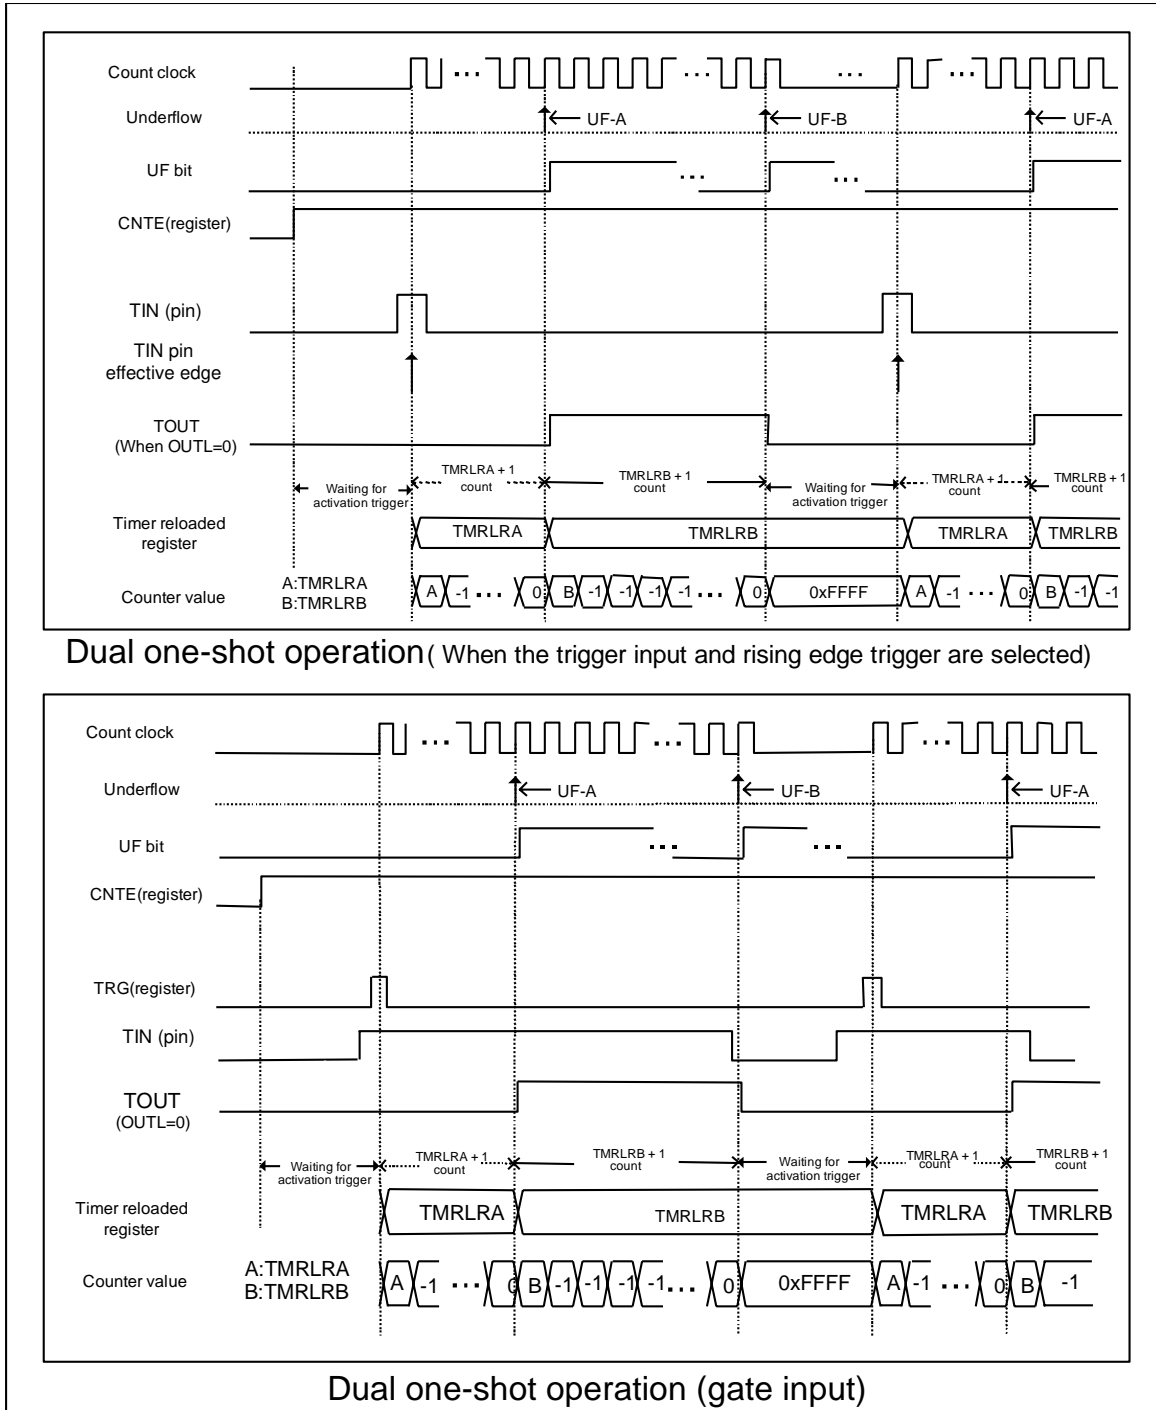 Count clock
Underflow
UF-A
UF-B
UF-A
UF bit
CNTE(register)
TIN (pin)
TIN pin
effective edge
TOUT
(When OUTL=0)
Waiting for
activation trigger
TMRLRA + 1
count
TMRLRB + 1
count
Waiting for
activation trigger
TMRLRA + 1
count
TMRLRB + 1
count
Timer reloaded
register
TMRLRA
TMRLRB
TMRLRA
TMRLRB
Counter value
A:TMRLRA
B:TMRLRB
A -1 ... 0 B -1 -1 -1 -1 ... 0 0xFFFF A -1 ... 0 B -1 -1
Dual one-shot operation( When the trigger input and rising edge trigger are selected)
Count clock
Underflow
UF-A
UF-B
UF-A
UF bit
CNTE(register)
TRG(register)
TIN (pin)
TOUT
(OUTL=0)
Waiting for
activation trigger
TMRLRA + 1
count
TMRLRB + 1
count
Waiting for
activation trigger
TMRLRA + 1
count
TMRLRB + 1
count
Timer reloaded
register
TMRLRA
TMRLRB
TMRLRA
TMRLRB
Counter value
A:TMRLRA
B:TMRLRB
A -1 ... 0 B -1 -1 -1 -1 ... 0 0xFFFF A -1 ... 0 B -1
Dual one-shot operation (gate input)